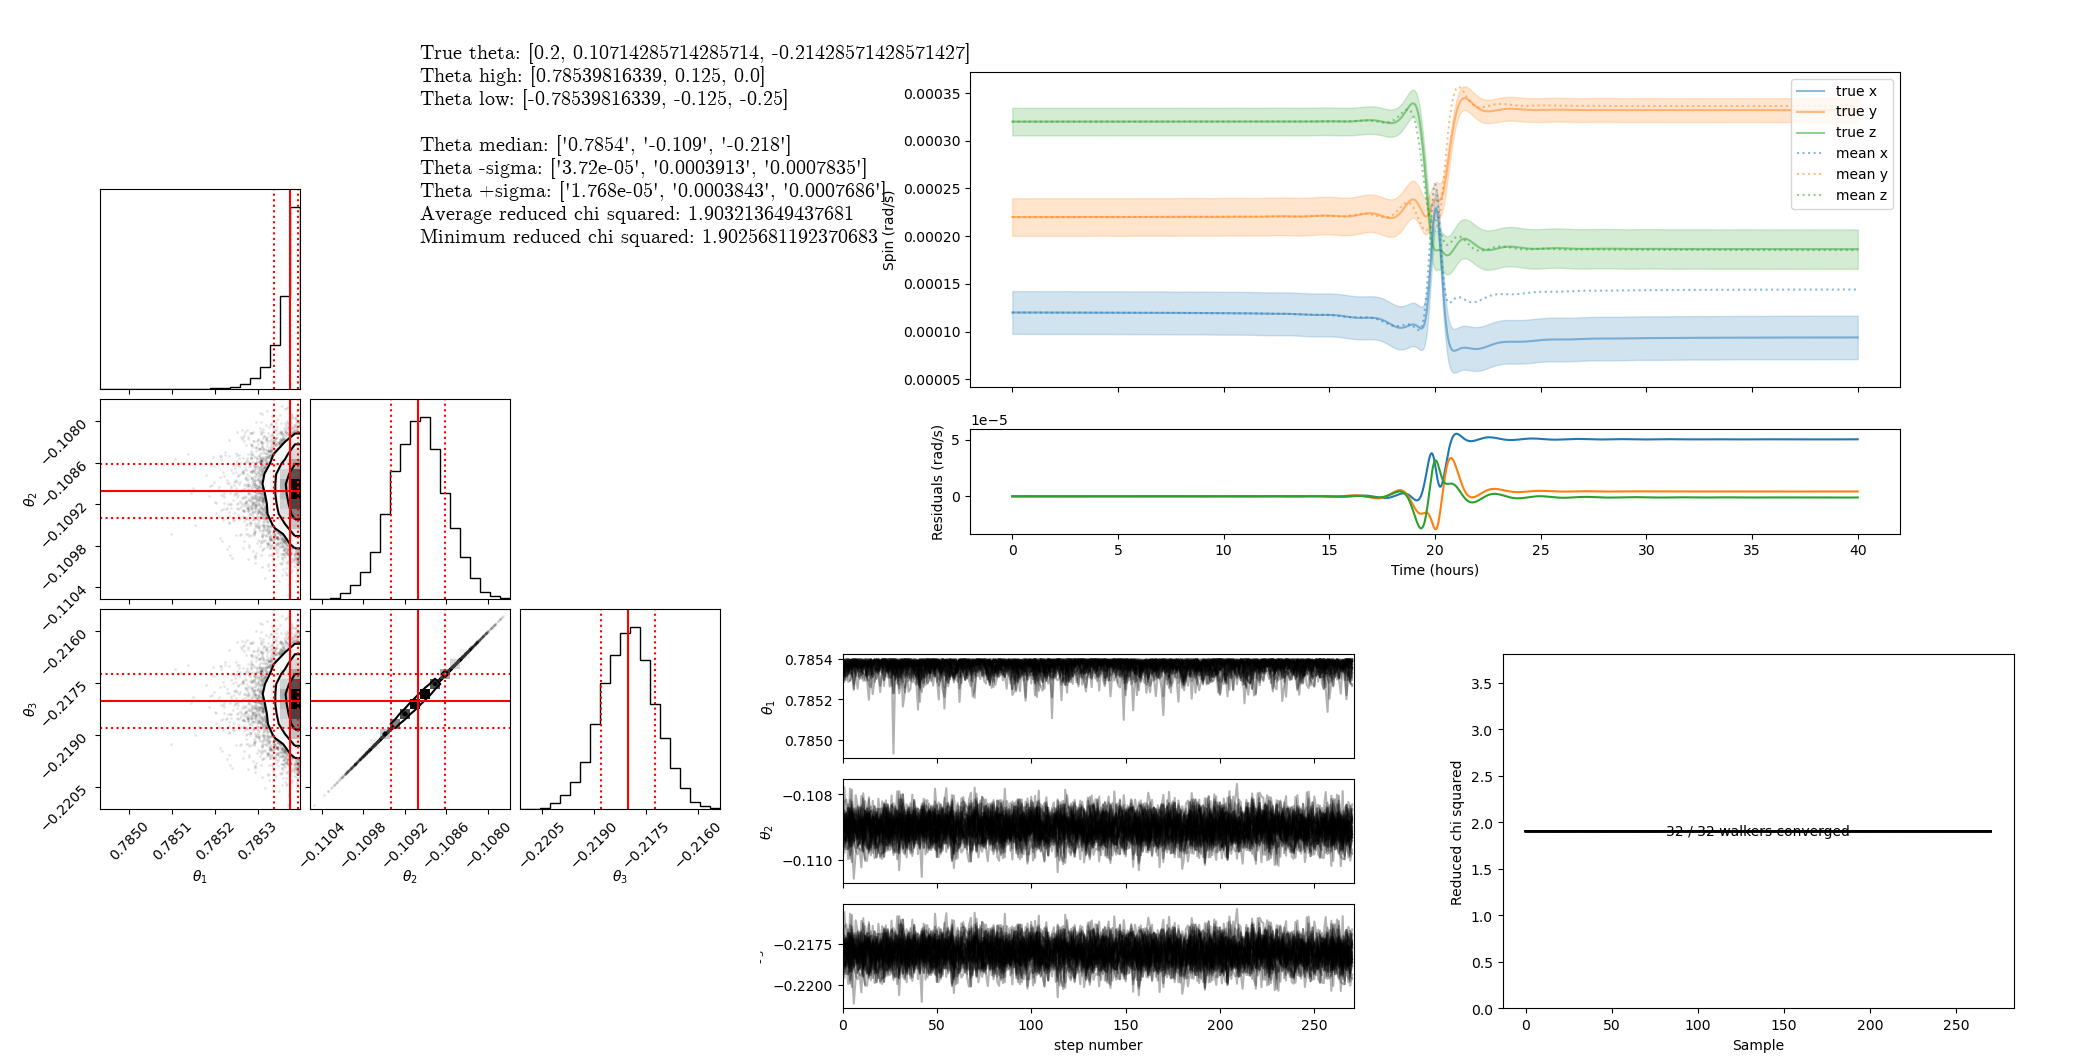 True theta: [0.2, 0.10714285714285714, -0.21428571428571427]
Theta high: [0.78539816339, 0.125, 0.0]
Theta low: [-0.78539816339, -0.125, -0.25]
Theta median: ['0.7854', '-0.109', '-0.218']
Theta -sigma: ['3.72e-05', '0.0003913', '0.0007835']
Theta +sigma: ['1.768e-05', '0.0003843', '0.0007686']
Average reduced chi squared: 1.903213649437681
Minimum reduced chi squared: 1.9025681192370683
Spin (rad/s)
0.00035
0.00030
0.00025
0.00020
0.00015
0.00010
0.00005
true x
true y
true z
mean x
mean y
mean z
1e−5
Residuals (rad/s)
5
0
0 5 10 15 20 25 30 35 40
Time (hours)
θ2
−0.1080
−0.1086
−0.1092
−0.1098
−0.1104
θ3
−0.2160
−0.2175
−0.2190
−0.2205
0.7850 0.7851 0.7852 0.7853
θ1
−0.1104 −0.1098 −0.1092 −0.1086 −0.1080
θ2
−0.2205 −0.2190 −0.2175 −0.2160
θ3
θ1
0.7854
0.7852
0.7850
θ2
−0.108
−0.110
−0.2175
−0.2200
0 50 100 150 200 250
step number
Reduced chi squared
3.5
3.0
2.5
2.0
1.5
1.0
0.5
0.0
32 / 32 walkers converged
0 50 100 150 200 250
Sample